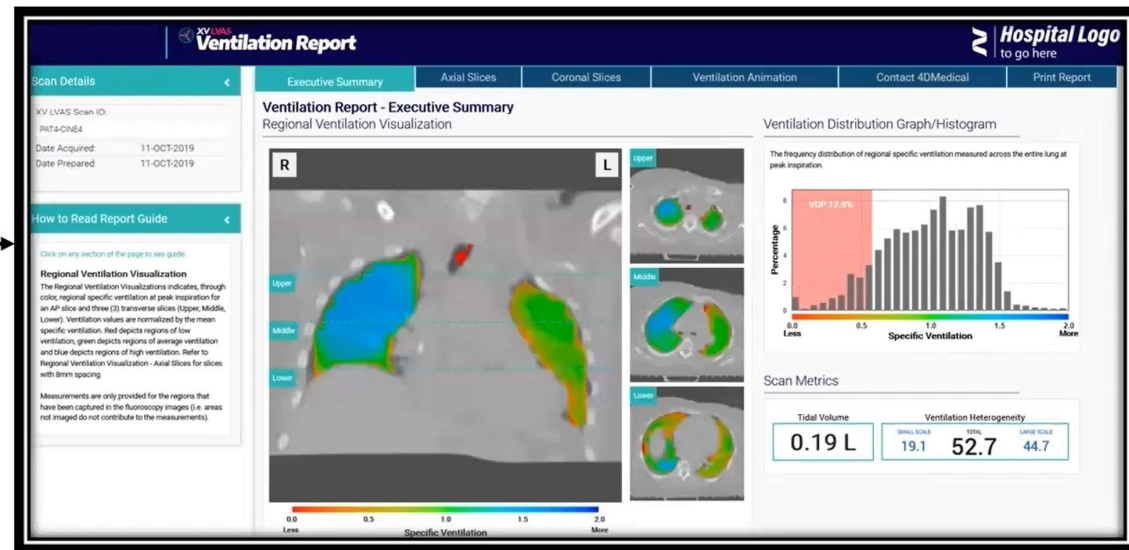 XV LVAS
Ventilation Report
Hospital Logo
to go here
Scan Details
XV LVAS Scan ID:
PAT4-CINE4
Date Acquired: 11-OCT-2019
Date Prepared: 11-OCT-2019
How to Read Report Guide
Click on any section of the page to see guide.
Regional Ventilation Visualization
The Regional Ventilation Visualizations indicates, through
color, regional specific ventilation at peak inspiration for
an AP slice and three (3) transverse slices (Upper, Middle,
Lower). Ventilation values are normalized by the mean
specific ventilation. Red depicts regions of low
ventilation, green depicts regions of average ventilation
and blue depicts regions of high ventilation. Refer to
Regional Ventilation Visualization - Axial Slices for slices
with 8mm spacing.
Measurements are only provided for the regions that
have been captured in the fluoroscopy images (i.e. areas
not imaged do not contribute to the measurements)
Executive Summary
Axial Slices
Coronal Slices
Ventilation Animation
Contact 4DMedical
Print Report
Ventilation Report - Executive Summary
Regional Ventilation Visualization
R
L
Upper
Middle
Lower
Upper
Middle
Lower
0.0 0.5 1.0 1.5 2.0
Less More
Specific Ventilation
Ventilation Distribution Graph/Histogram
The frequency distribution of regional specific ventilation measured across the entire lung at
peak inspiration.
VDP 12.9%
Percentage
8
6
4
2
0
0.0 0.5 1.0 1.5 2.0
Less Specific Ventilation More
Scan Metrics
Tidal Volume
0.19 L
Ventilation Heterogeneity
SMALL SCALE TOTAL LARGE SCALE
19.1 52.7 44.7